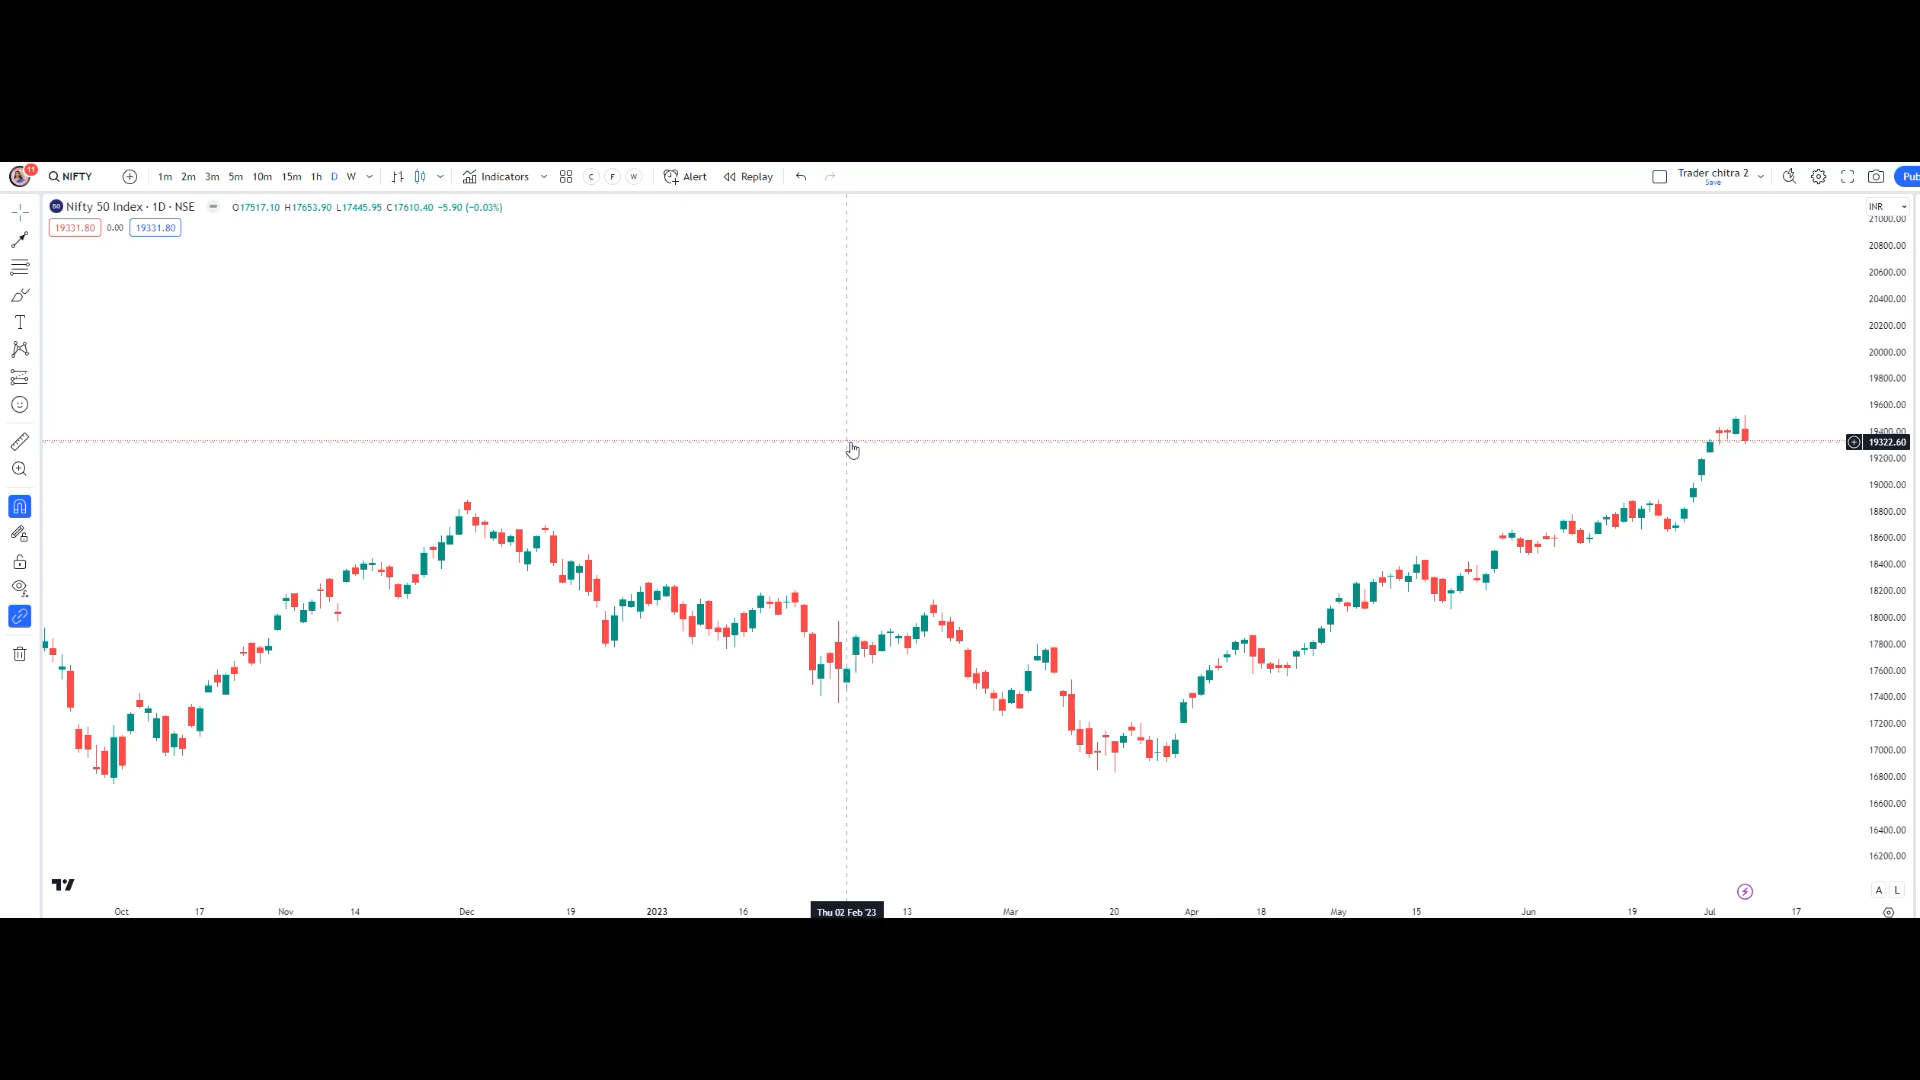 11
NIFTY
1m 2m 3m 5m 10m 15m 1h D W
Indicators
C F W
Alert
Replay
Trader chitra 2
Save
Pub
50 Nifty 50 Index · 1D · NSE O17517.10 H17653.90 L17445.95 C17610.40 −5.90 (−0.03%)
19331.80 0.00 19331.80
INR
21000.00
20800.00
20600.00
20400.00
20200.00
20000.00
19800.00
19600.00
19400.00
19322.60
19200.00
19000.00
18800.00
18600.00
18400.00
18200.00
18000.00
17800.00
17600.00
17400.00
17200.00
17000.00
16800.00
16600.00
16400.00
16200.00
A L
Oct 17 Nov 14 Dec 19 2023 16 Thu 02 Feb '23 13 Mar 20 Apr 18 May 15 Jun 19 Jul 17